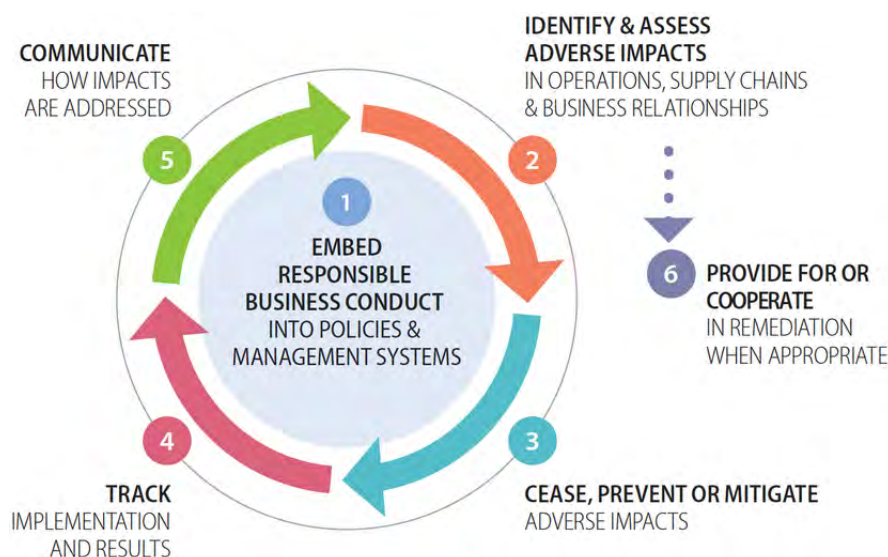 COMMUNICATE
HOW IMPACTS
ARE ADDRESSED
5
IDENTIFY & ASSESS
ADVERSE IMPACTS
IN OPERATIONS, SUPPLY CHAINS
& BUSINESS RELATIONSHIPS
2
1
EMBED
RESPONSIBLE
BUSINESS CONDUCT
INTO POLICIES &
MANAGEMENT SYSTEMS
6
PROVIDE FOR OR
COOPERATE
IN REMEDIATION
WHEN APPROPRIATE
4
TRACK
IMPLEMENTATION
AND RESULTS
3
CEASE, PREVENT OR MITIGATE
ADVERSE IMPACTS